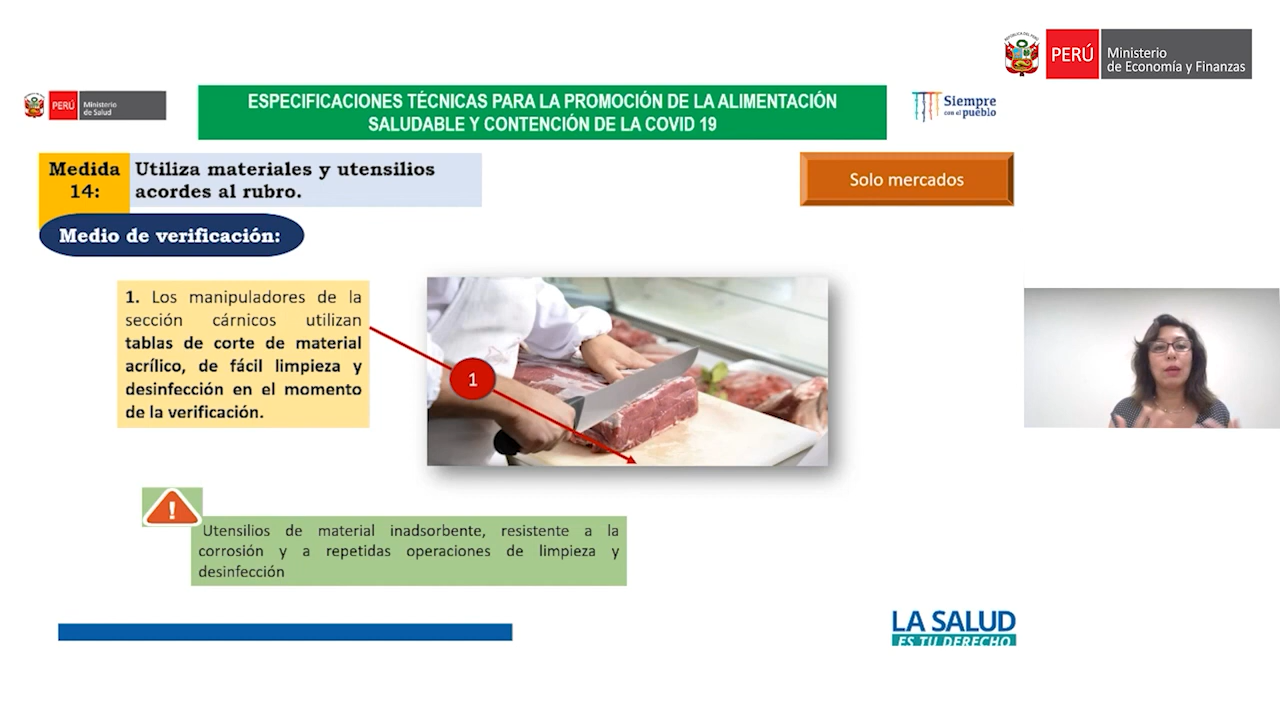 PERÚ
Ministerio
de Economía y Finanzas
PERÚ
Ministerio
de Salud
ESPECIFICACIONES TÉCNICAS PARA LA PROMOCIÓN DE LA ALIMENTACIÓN
SALUDABLE Y CONTENCIÓN DE LA COVID 19
Siempre
con el pueblo
Medida
14:
Utiliza materiales y utensilios
acordes al rubro.
Solo mercados
Medio de verificación:
1. Los manipuladores de la
sección cárnicos utilizan
tablas de corte de material
acrílico, de fácil limpieza y
desinfección en el momento
de la verificación.
1
!
Utensilios de material inadsorbente, resistente a la
corrosión y a repetidas operaciones de limpieza y
desinfección
LA SALUD
ES TU DERECHO